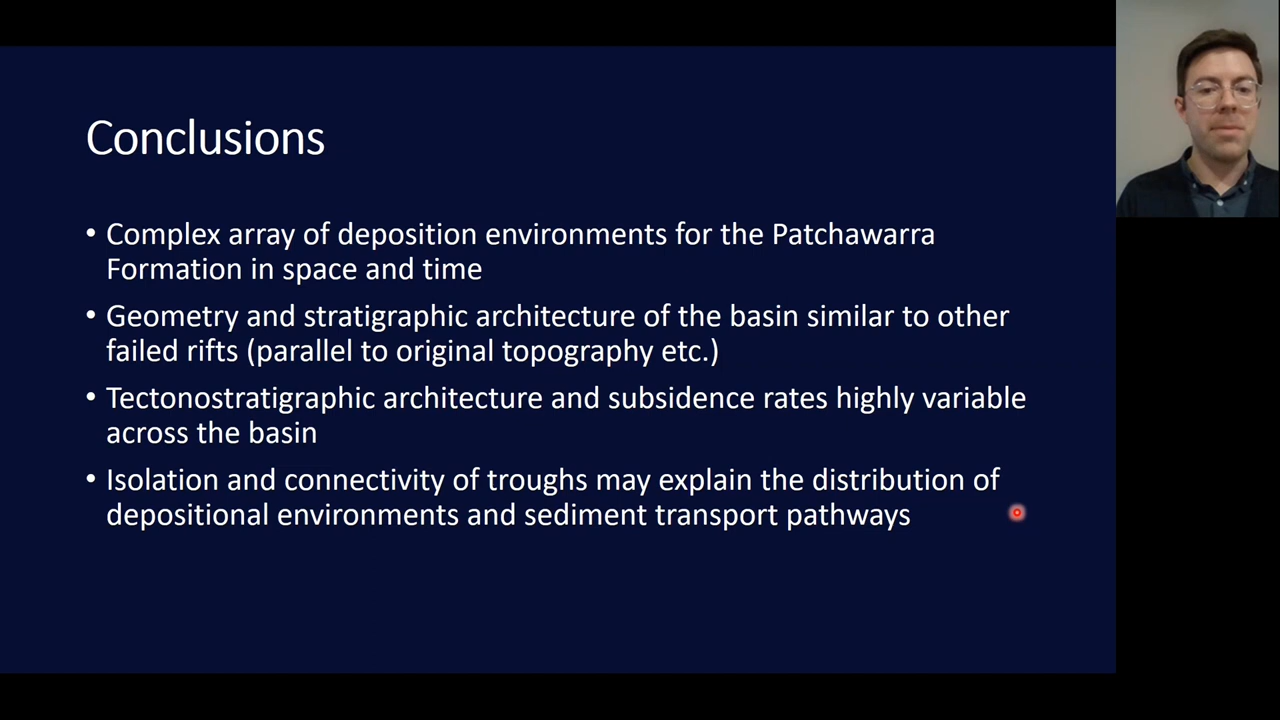 Conclusions
• Complex array of deposition environments for the Patchawarra
Formation in space and time
• Geometry and stratigraphic architecture of the basin similar to other
failed rifts (parallel to original topography etc.)
• Tectonostratigraphic architecture and subsidence rates highly variable
across the basin
• Isolation and connectivity of troughs may explain the distribution of
depositional environments and sediment transport pathways